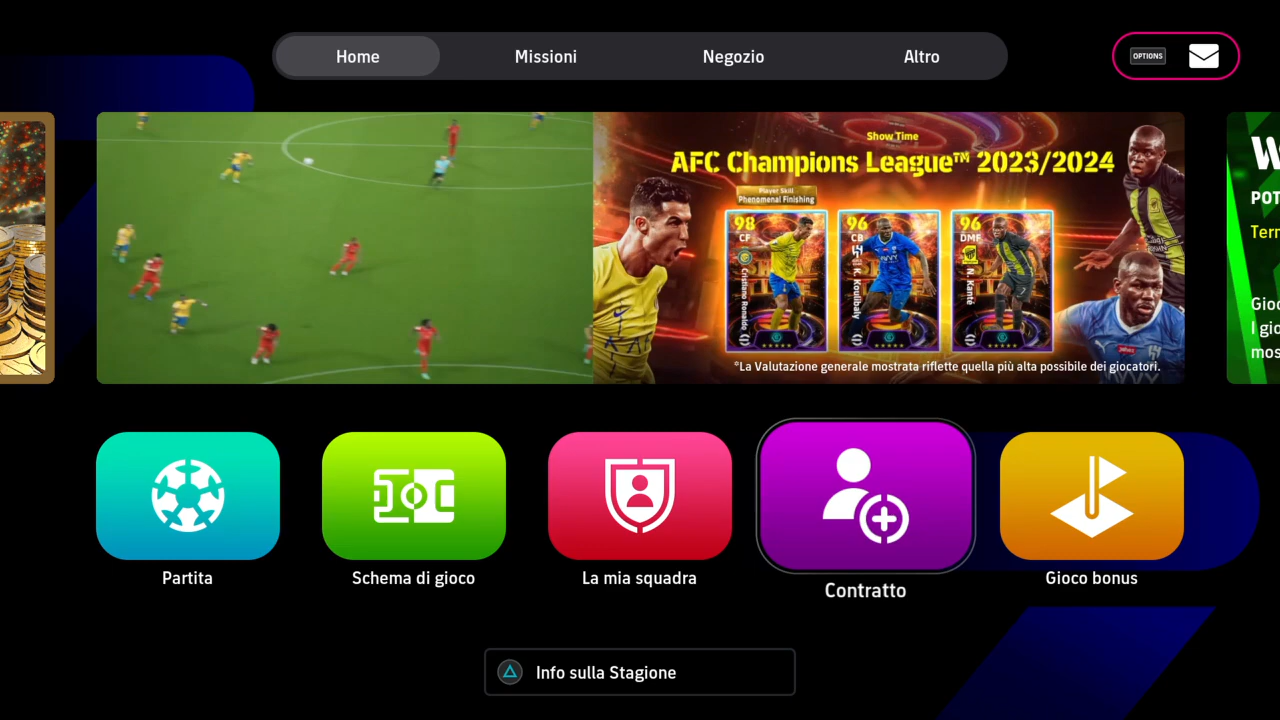 Home
Missioni
Negozio
Altro
OPTIONS
Show Time
AFC Champions League™ 2023/2024
Player Skill
Phenomenal Finishing
98
CF
Cristiano Ronaldo
96
CB
K. Koulibaly
96
DMF
N. Kanté
*La Valutazione generale mostrata riflette quella più alta possibile dei giocatori.
W
POT
Terr
Gioc
I gio
mos
Partita
Schema di gioco
La mia squadra
Contratto
Gioco bonus
Info sulla Stagione